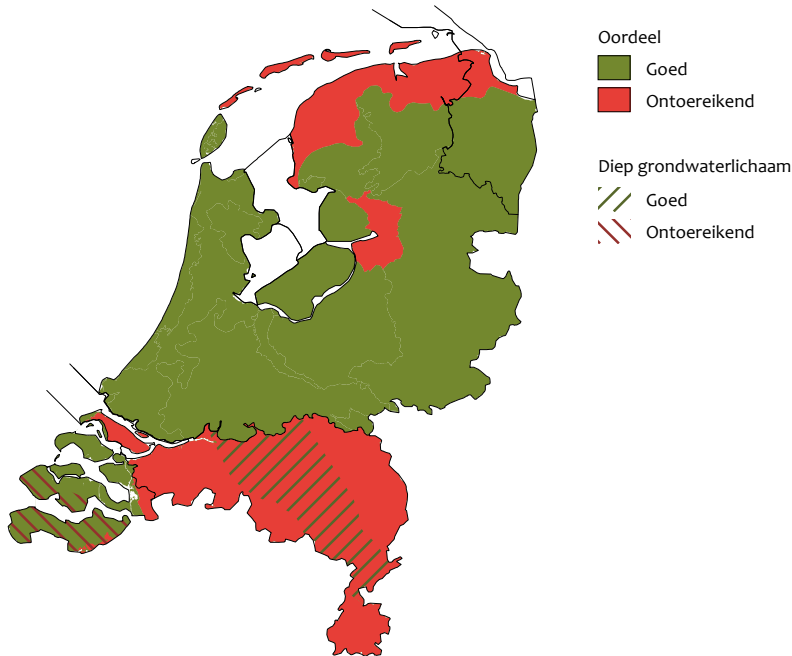 Oordeel
Goed
Ontoereikend
Diep grondwaterlichaam
Goed
Ontoereikend